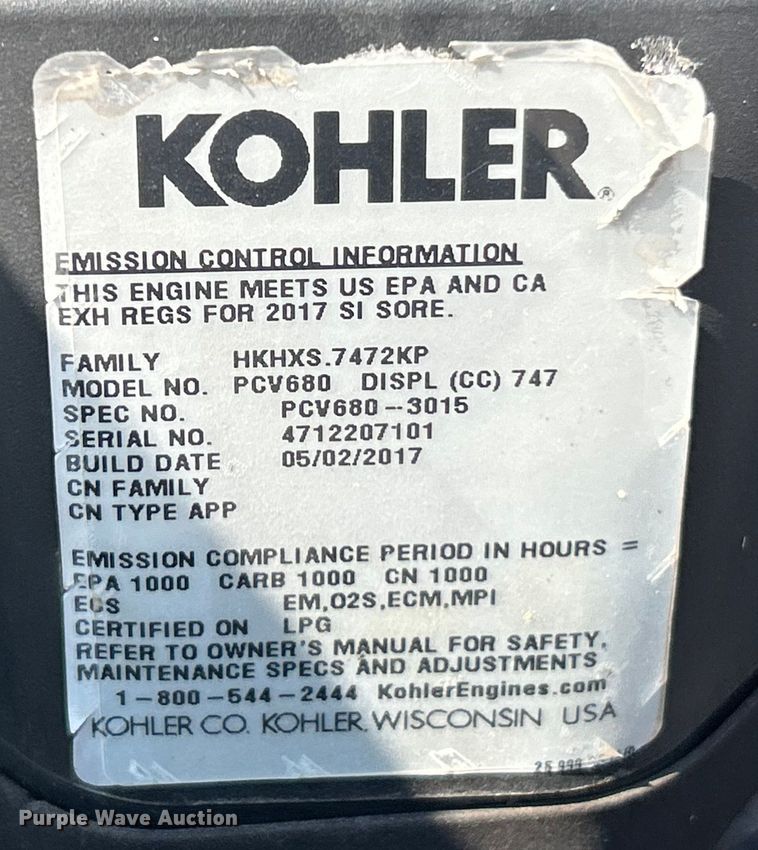 KOHLER®
EMISSION CONTROL INFORMATION
THIS ENGINE MEETS US EPA AND CA
EXH REGS FOR 2017 SI SORE.
FAMILY HKHXS.7472KP
MODEL NO. PCV680 DISPL (CC) 747
SPEC NO. PCV680-3015
SERIAL NO. 4712207101
BUILD DATE 05/02/2017
CN FAMILY
CN TYPE APP
EMISSION COMPLIANCE PERIOD IN HOURS =
EPA 1000 CARB 1000 CN 1000
ECS EM,O2S,ECM,MPI
CERTIFIED ON LPG
REFER TO OWNER'S MANUAL FOR SAFETY,
MAINTENANCE SPECS AND ADJUSTMENTS
1-800-544-2444 KohlerEngines.com
KOHLER CO. KOHLER, WISCONSIN USA
Purple Wave Auction